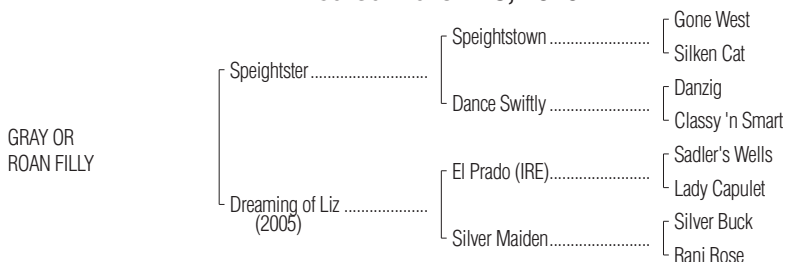 Gone West
Speightstown
Silken Cat
Speightster
Danzig
Dance Swiftly
Classy 'n Smart
GRAY OR
ROAN FILLY
Sadler's Wells
El Prado (IRE)
Lady Capulet
Dreaming of Liz
(2005)
Silver Buck
Silver Maiden
Rani Rose